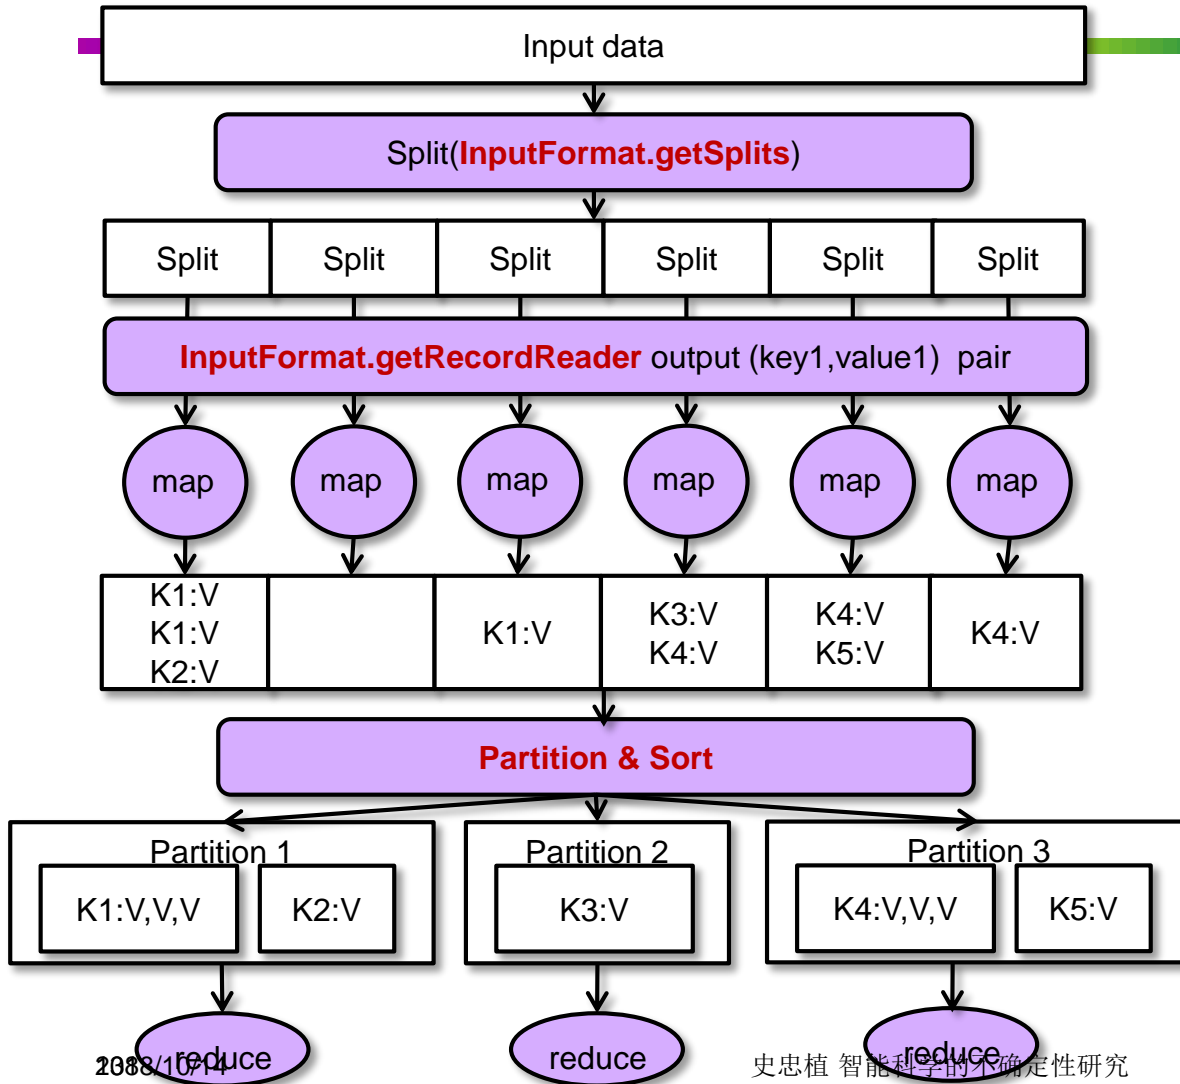 Input data
Split(InputFormat.getSplits)
Split Split Split Split Split Split
InputFormat.getRecordReader output (key1,value1) pair
map map map map map map
K1:V
K1:V
K2:V
K1:V
K3:V
K4:V
K4:V
K5:V
K4:V
Partition & Sort
Partition 1
K1:V,V,V K2:V
Partition 2
K3:V
Partition 3
K4:V,V,V K5:V
reduce reduce reduce
史忠植 智能科学的不确定性研究